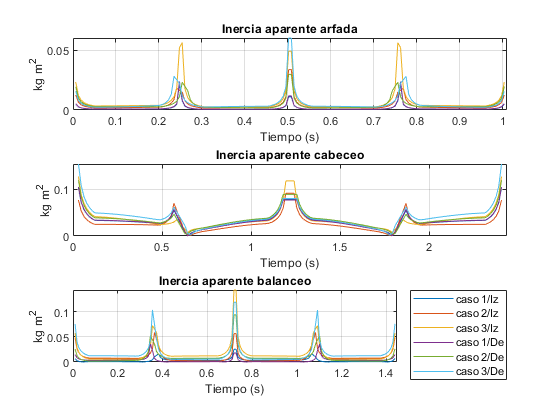 Inercia aparente arfada
kg m²
0.05
0
0 0.1 0.2 0.3 0.4 0.5 0.6 0.7 0.8 0.9 1
Tiempo (s)
Inercia aparente cabeceo
kg m²
0.1
0
0 0.5 1 1.5 2
Tiempo (s)
Inercia aparente balanceo
kg m²
0.1
0.05
0
0 0.2 0.4 0.6 0.8 1 1.2 1.4
Tiempo (s)
caso 1/Iz
caso 2/Iz
caso 3/Iz
caso 1/De
caso 2/De
caso 3/De